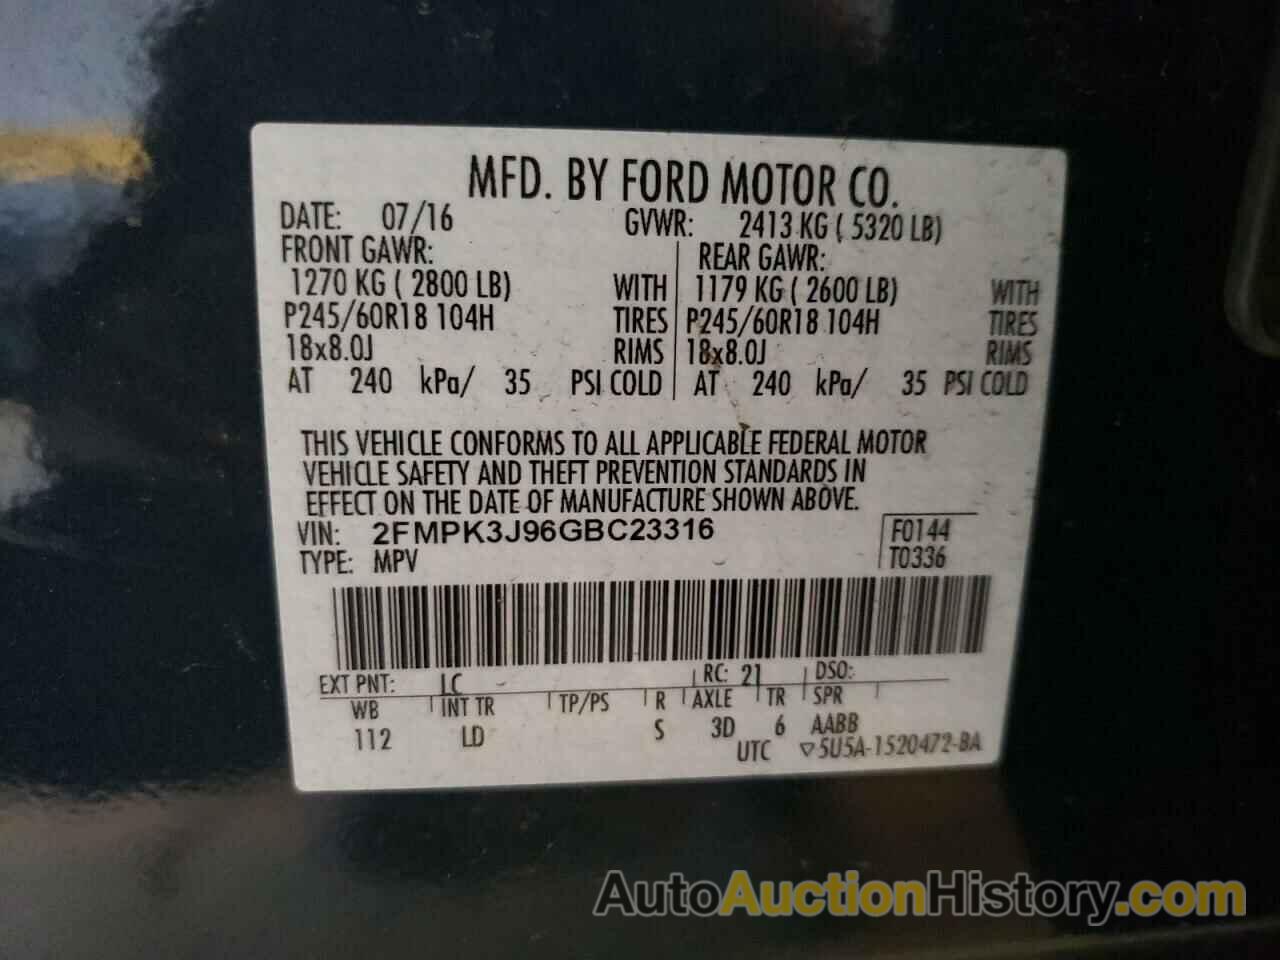 MFD. BY FORD MOTOR CO.
DATE: 07/16 GVWR: 2413 KG ( 5320 LB)
FRONT GAWR: REAR GAWR:
1270 KG ( 2800 LB) WITH 1179 KG ( 2600 LB) WITH
P245/60R18 104H TIRES P245/60R18 104H TIRES
18x8.0J RIMS 18x8.0J RIMS
AT 240 kPa/ 35 PSI COLD AT 240 kPa/ 35 PSI COLD
THIS VEHICLE CONFORMS TO ALL APPLICABLE FEDERAL MOTOR
VEHICLE SAFETY AND THEFT PREVENTION STANDARDS IN
EFFECT ON THE DATE OF MANUFACTURE SHOWN ABOVE.
VIN: 2FMPK3J96GBC23316 F0144
TYPE: MPV T0336
EXT PNT: LC RC: 21 DSO:
WB INT TR TP/PS R AXLE TR SPR
112 LD S 3D 6 AABB
UTC ▽5U5A-1520472-BA
AutoAuctionHistory.com